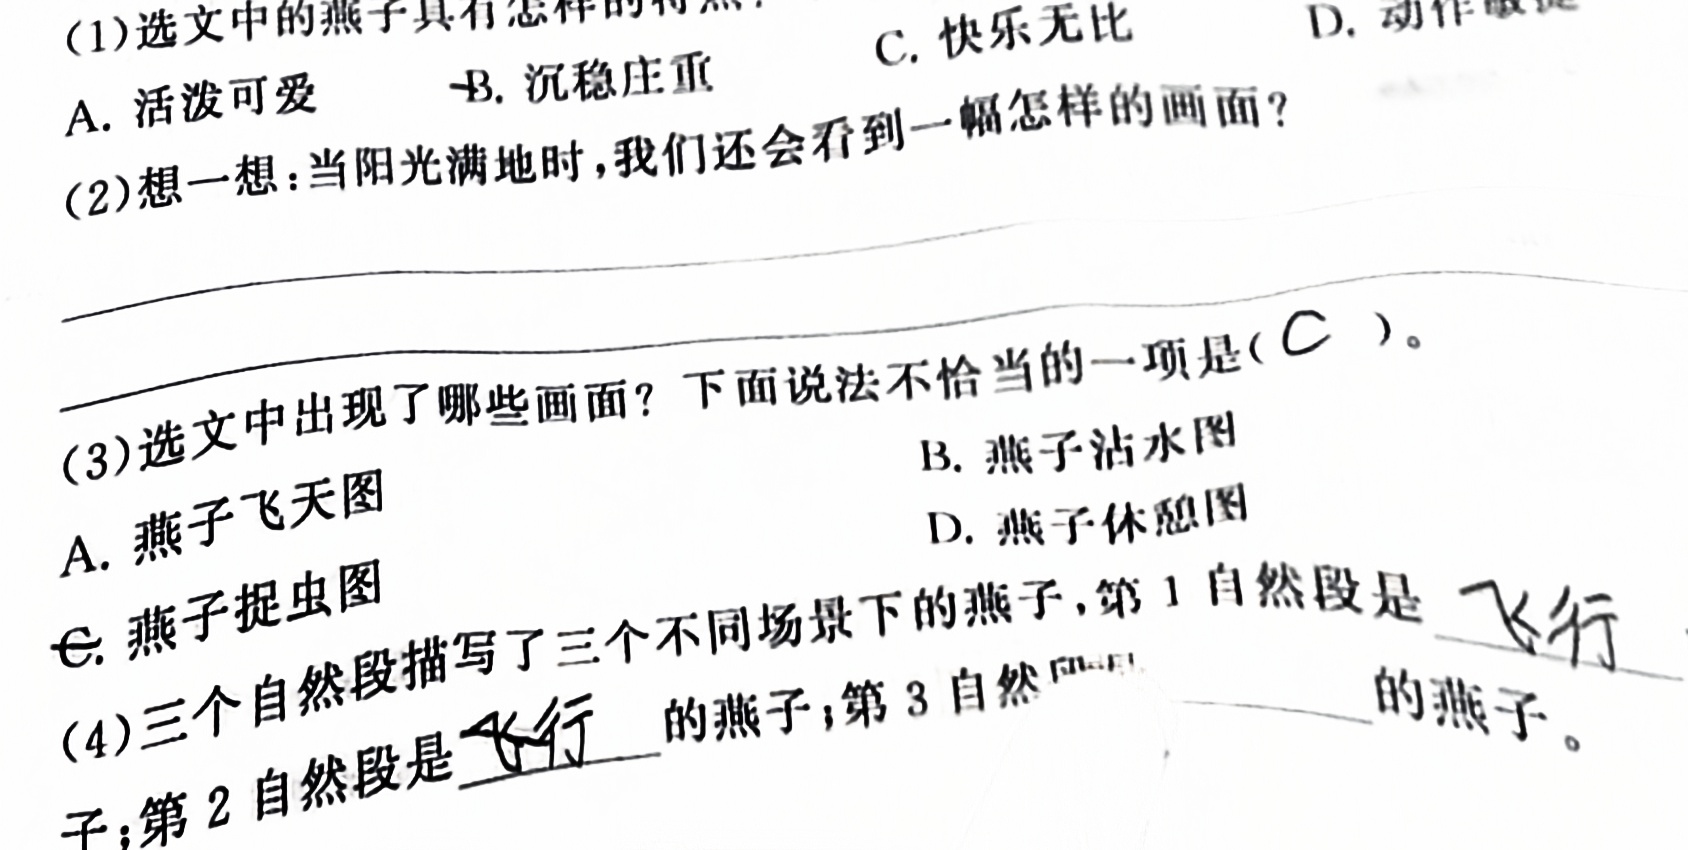 (1)选文中的燕子具有怎样的特点?
A. 活泼可爱 B. 沉稳庄重 C. 快乐无比 D. 动作敏捷
(2)想一想:当阳光满地时,我们还会看到一幅怎样的画面?
(3)选文中出现了哪些画面? 下面说法不恰当的一项是( C )。
A. 燕子飞天图 B. 燕子沾水图
C. 燕子捉虫图 D. 燕子休憩图
(4)三个自然段描写了三个不同场景下的燕子,第 1 自然段是 飞行
子;第 2 自然段是 飞行 的燕子;第 3 自然 的燕子。